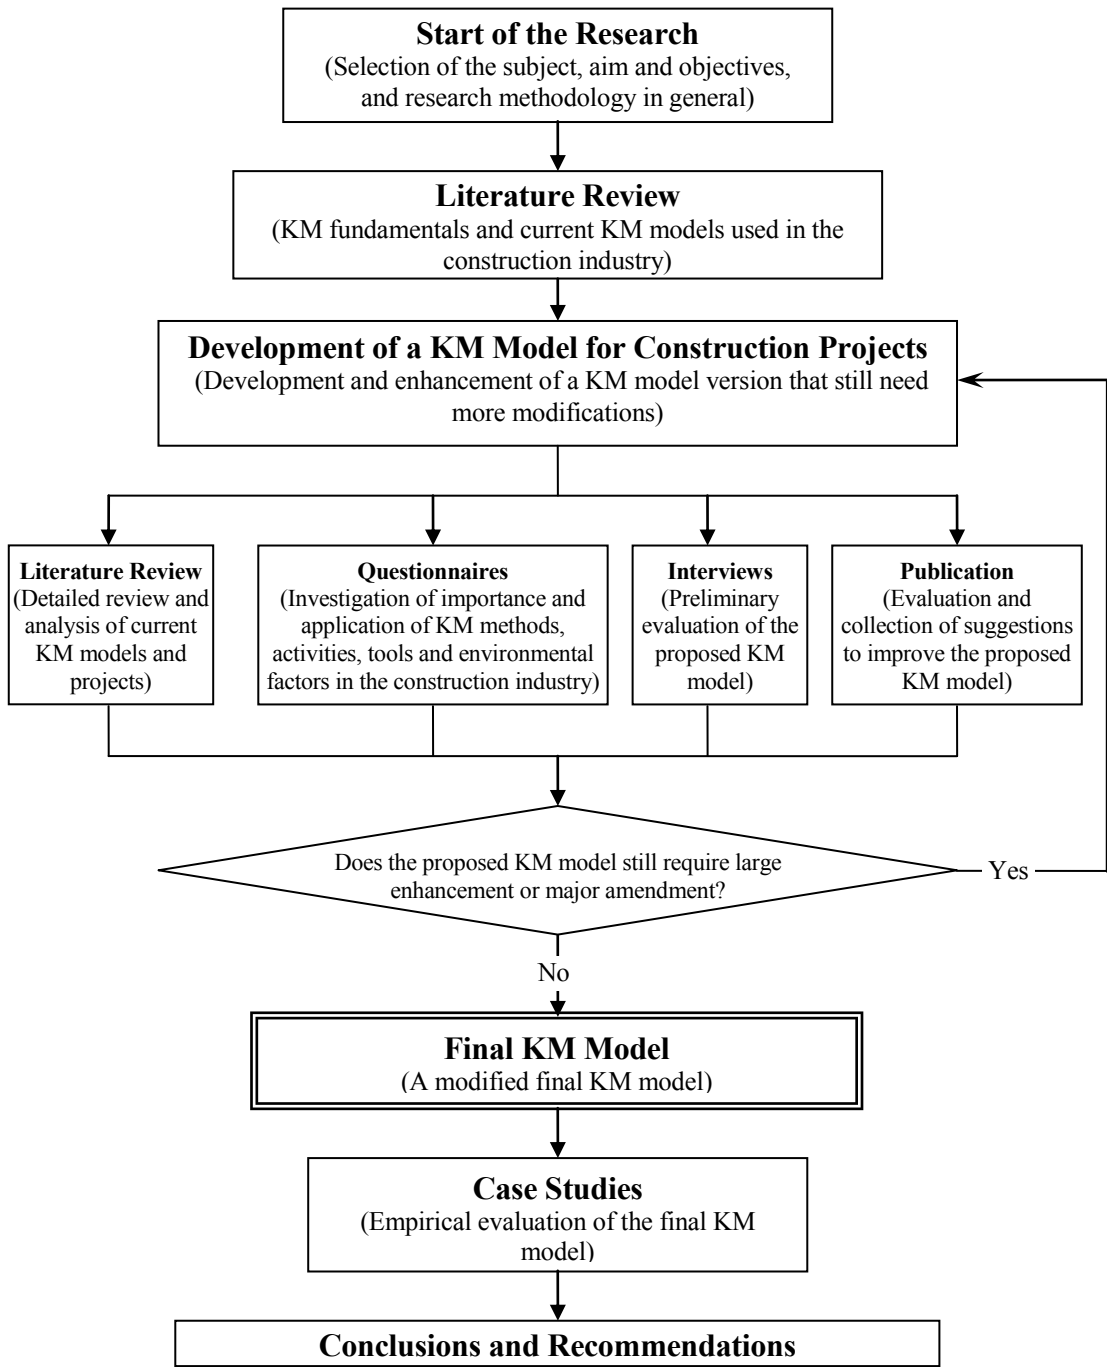 Start of the Research
(Selection of the subject, aim and objectives,
and research methodology in general)
Literature Review
(KM fundamentals and current KM models used in the
construction industry)
Development of a KM Model for Construction Projects
(Development and enhancement of a KM model version that still need
more modifications)
Literature Review
(Detailed review and
analysis of current
KM models and
projects)
Questionnaires
(Investigation of importance and
application of KM methods,
activities, tools and environmental
factors in the construction industry)
Interviews
(Preliminary
evaluation of the
proposed KM
model)
Publication
(Evaluation and
collection of suggestions
to improve the proposed
KM model)
Does the proposed KM model still require large
enhancement or major amendment?
Yes
No
Final KM Model
(A modified final KM model)
Case Studies
(Empirical evaluation of the final KM
model)
Conclusions and Recommendations